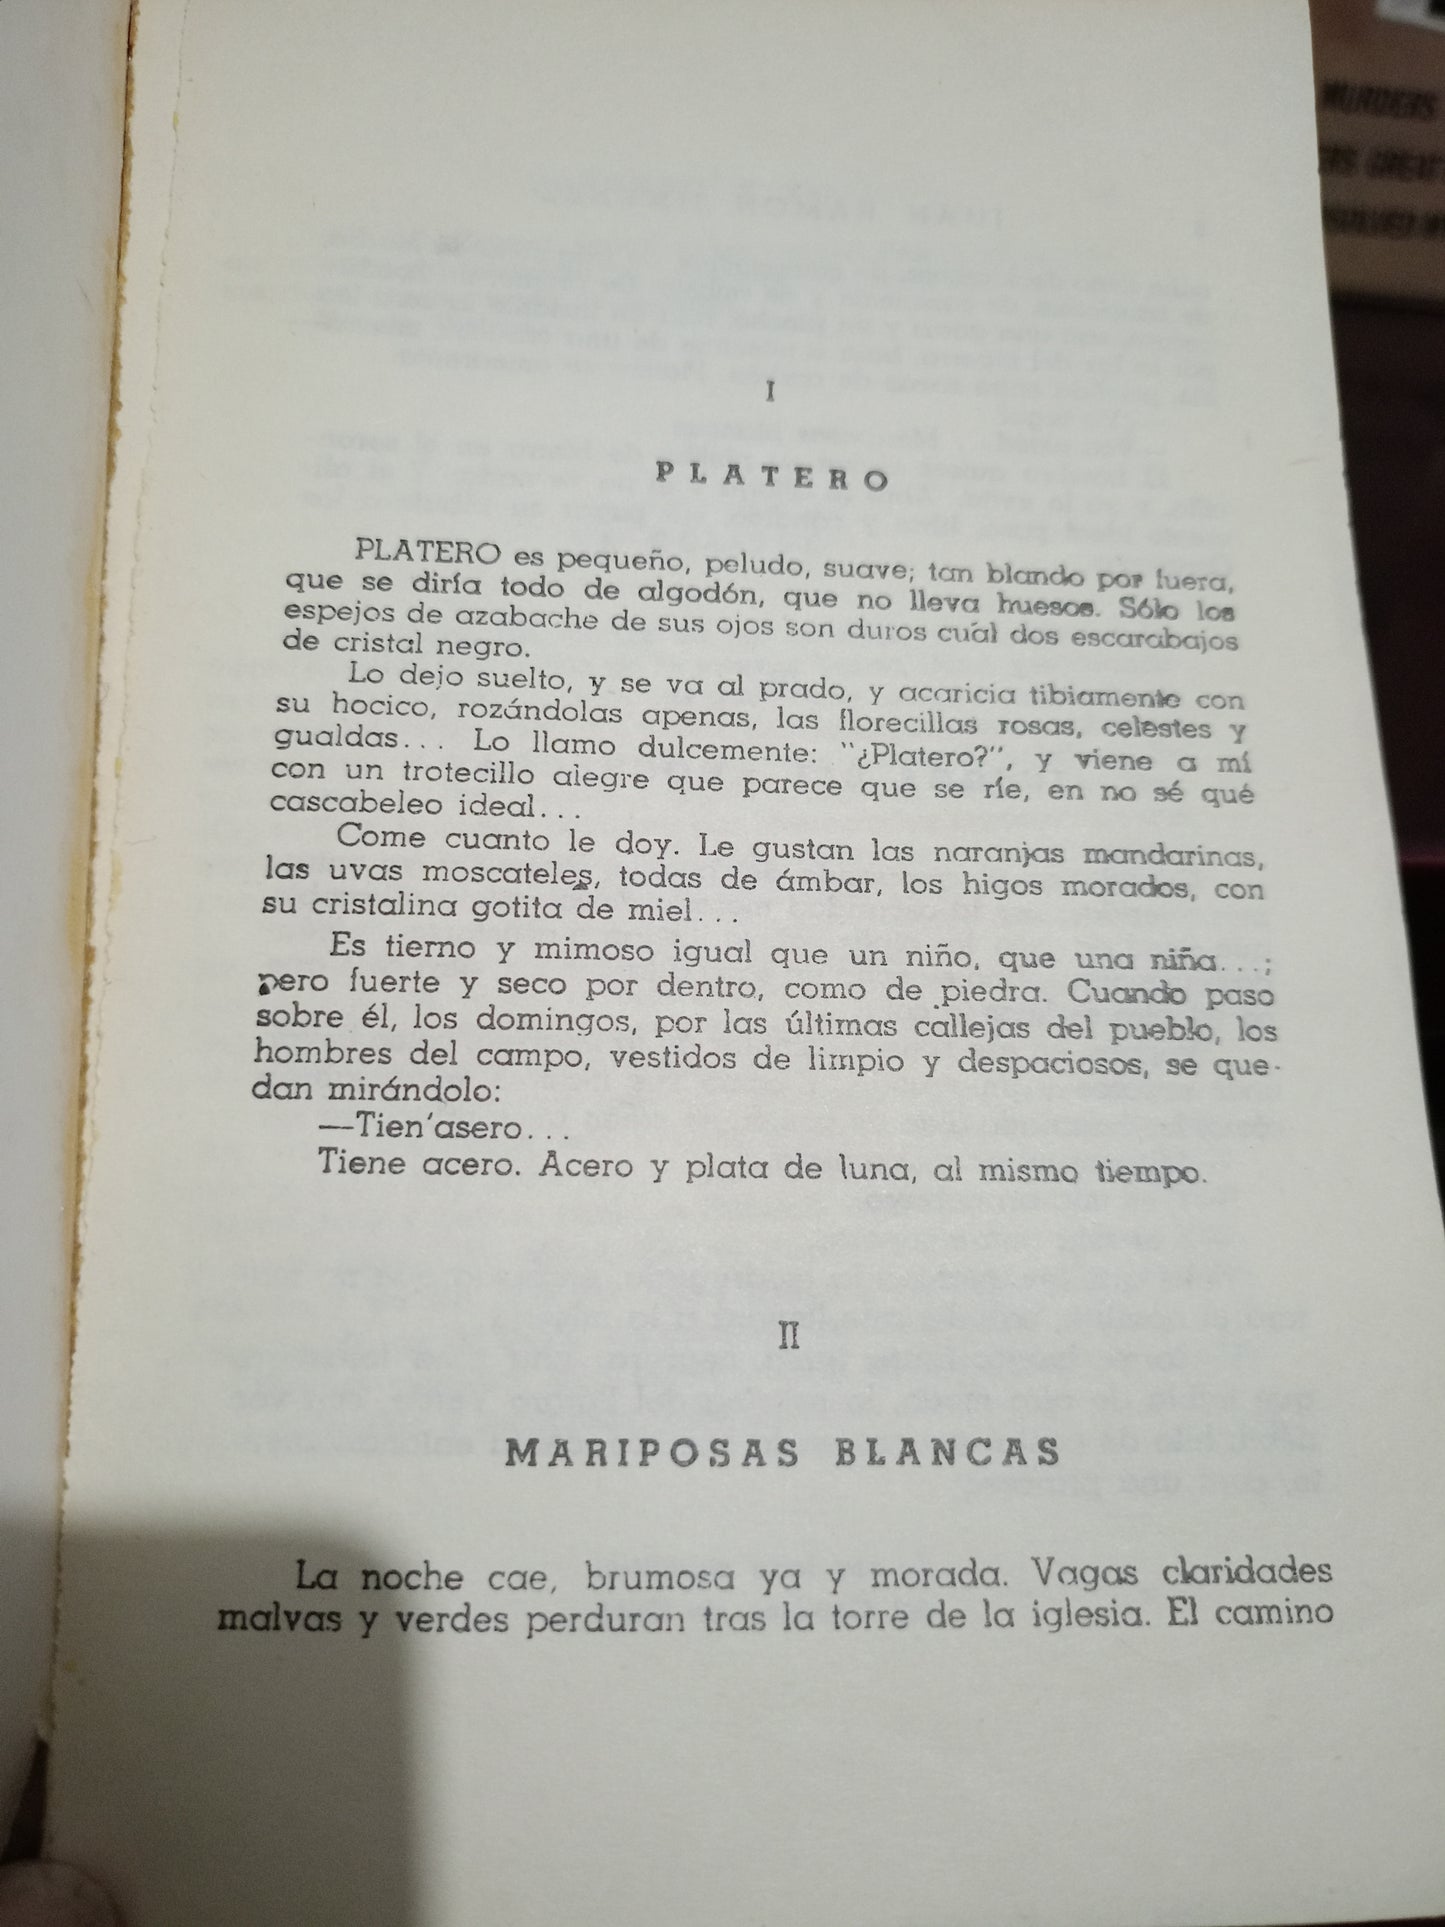 I
PLATERO
PLATERO es pequeño, peludo, suave; tan blando por fuera,
que se diría todo de algodón, que no lleva huesos. Sólo los
espejos de azabache de sus ojos son duros cual dos escarabajos
de cristal negro.
Lo dejo suelto, y se va al prado, y acaricia tibiamente con
su hocico, rozándolas apenas, las florecillas rosas, celestes y
gualdas... Lo llamo dulcemente: "¿Platero?", y viene a mí
con un trotecillo alegre que parece que se ríe, en no sé qué
cascabeleo ideal...
Come cuanto le doy. Le gustan las naranjas mandarinas,
las uvas moscateles, todas de ámbar, los higos morados, con
su cristalina gotita de miel...
Es tierno y mimoso igual que un niño, que una niña...;
pero fuerte y seco por dentro, como de piedra. Cuando paso
sobre él, los domingos, por las últimas callejas del pueblo, los
hombres del campo, vestidos de limpio y despaciosos, se que-
dan mirándolo:
—Tien'asero...
Tiene acero. Acero y plata de luna, al mismo tiempo.
II
MARIPOSAS BLANCAS
La noche cae, brumosa ya y morada. Vagas claridades
malvas y verdes perduran tras la torre de la iglesia. El camino
MURDERS
GREAT